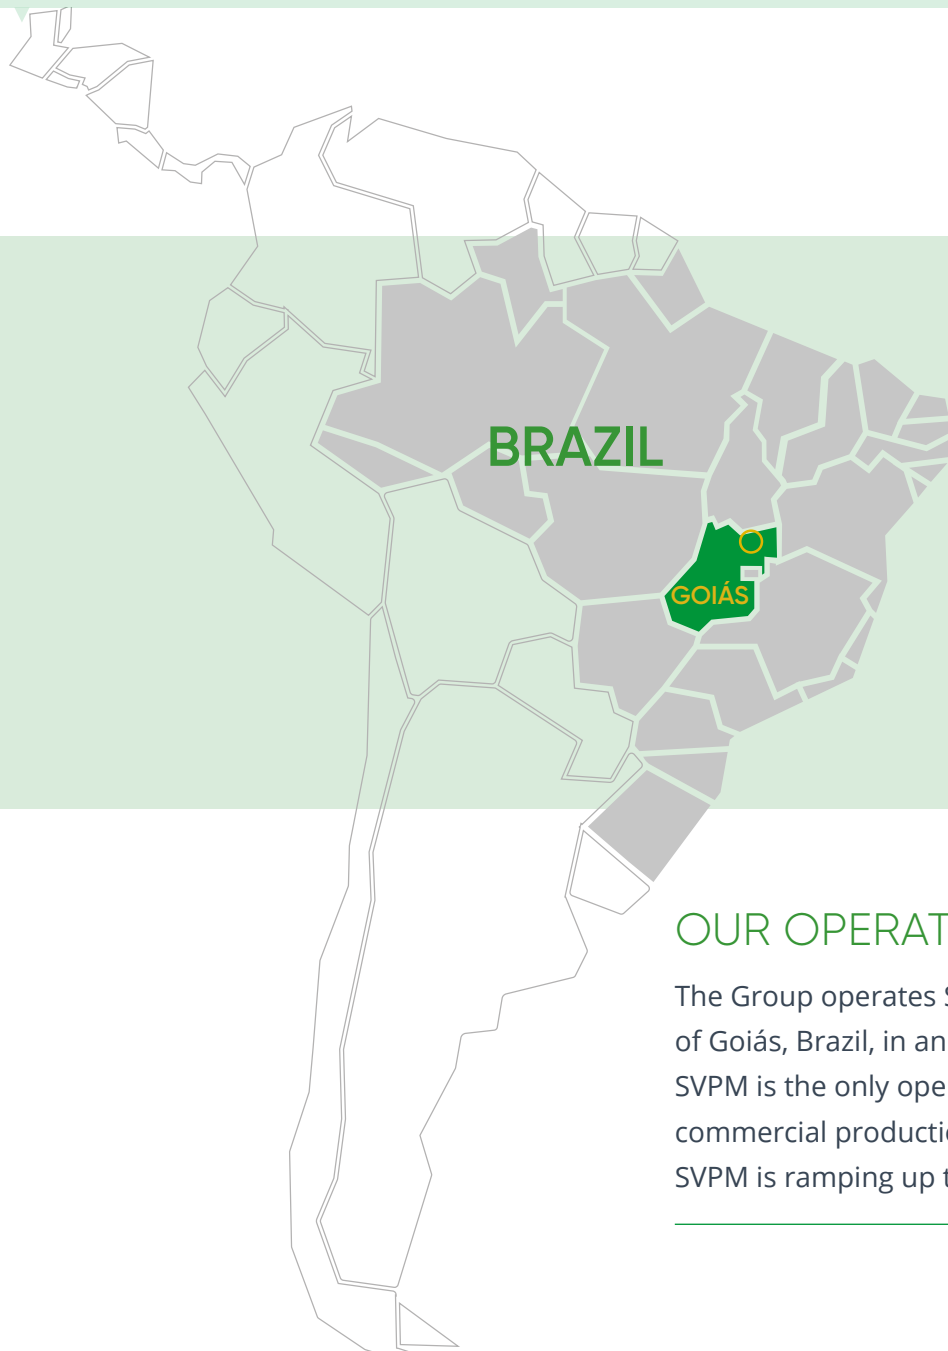 BRAZIL
GOIÁS
OUR OPERAT
The Group operates
of Goiás, Brazil, in an
SVPM is the only ope
commercial producti
SVPM is ramping up t